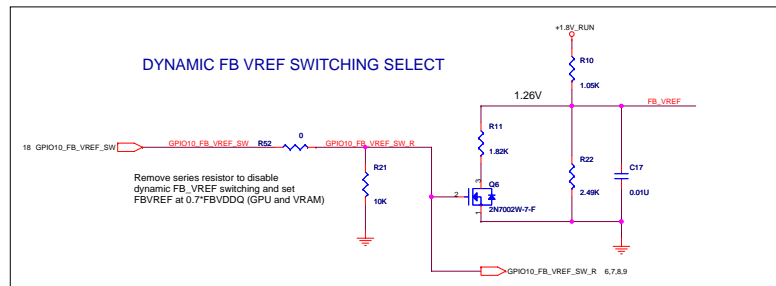 +1.8V_RUN
DYNAMIC FB VREF SWITCHING SELECT
R10
1.05K
1.26V
FB_VREF
R11
1.82K
0
18 GPIO10_FB_VREF_SW
GPIO10_FB_VREF_SW
R52
GPIO10_FB_VREF_SW_R
R21
10K
R22
2.49K
C17
0.01U
Remove series resistor to disable
dynamic FB_VREF switching and set
FBVREF at 0.7*FBVDDQ (GPU and VRAM)
3
Q6
2
2N7002W-7-F
1
GPIO10_FB_VREF_SW_R 6,7,8,9